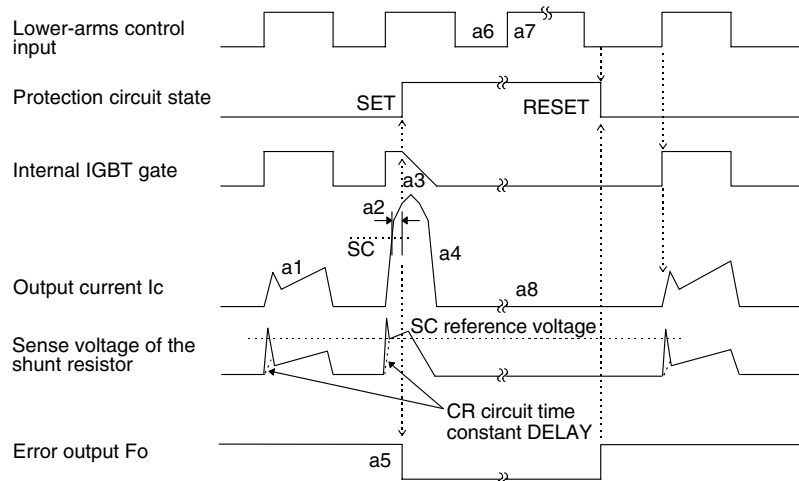 Lower-arms control
input
a6
a7
Protection circuit state
SET
RESET
Internal IGBT gate
a3
a2
SC
a4
a1
Output current Ic
a8
SC reference voltage
Sense voltage of the
shunt resistor
CR circuit time
constant DELAY
Error output Fo
a5